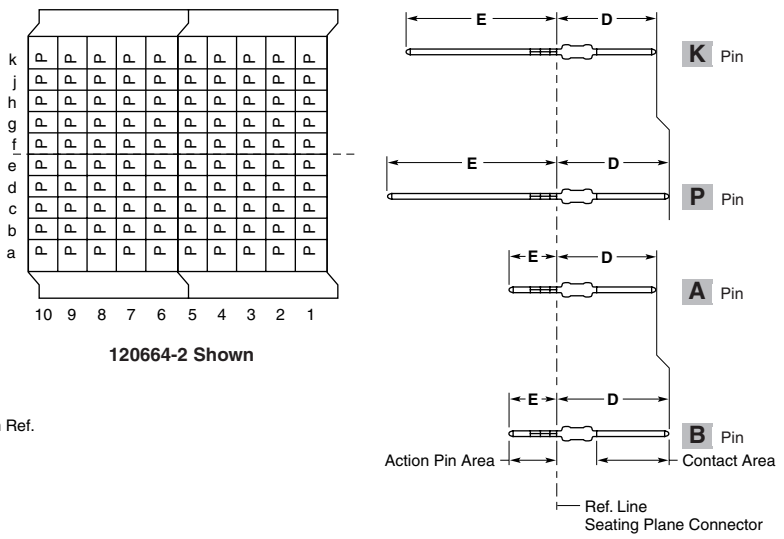 k P P P P P P P P P P
j P P P P P P P P P P
h P P P P P P P P P P
g P P P P P P P P P P
f P P P P P P P P P P
e P P P P P P P P P P
d P P P P P P P P P P
c P P P P P P P P P P
b P P P P P P P P P P
a P P P P P P P P P P
10 9 8 7 6 5 4 3 2 1
120664-2 Shown
Ref.
E D
K Pin
E D
P Pin
E D
A Pin
E D
B Pin
Action Pin Area
Contact Area
Ref. Line
Seating Plane Connector